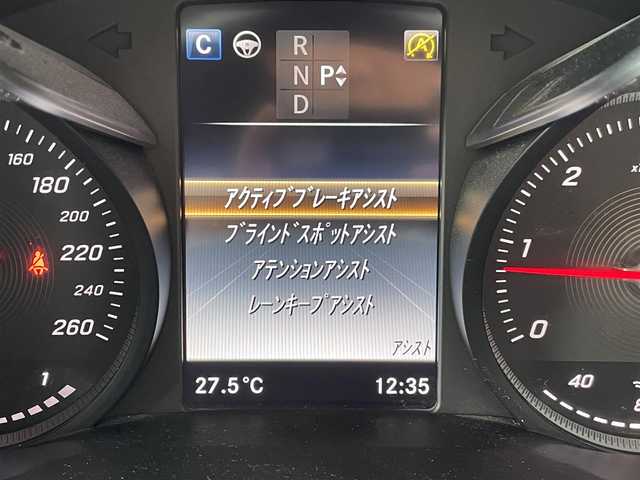 C
R
N P
D
A
アクティブブレーキアシスト
ブラインドスポットアシスト
アテンションアシスト
レーンキープアシスト
アシスト
27.5°C 12:35
160
180
200
220
240
260
1
2
1
0
40